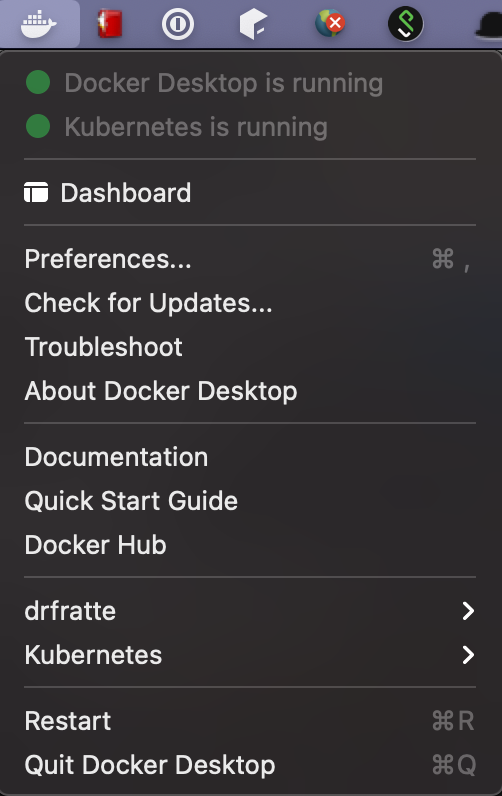 Docker Desktop is running
Kubernetes is running
Dashboard
Preferences... ⌘ ,
Check for Updates...
Troubleshoot
About Docker Desktop
Documentation
Quick Start Guide
Docker Hub
drfratte
Kubernetes
Restart ⌘R
Quit Docker Desktop ⌘Q